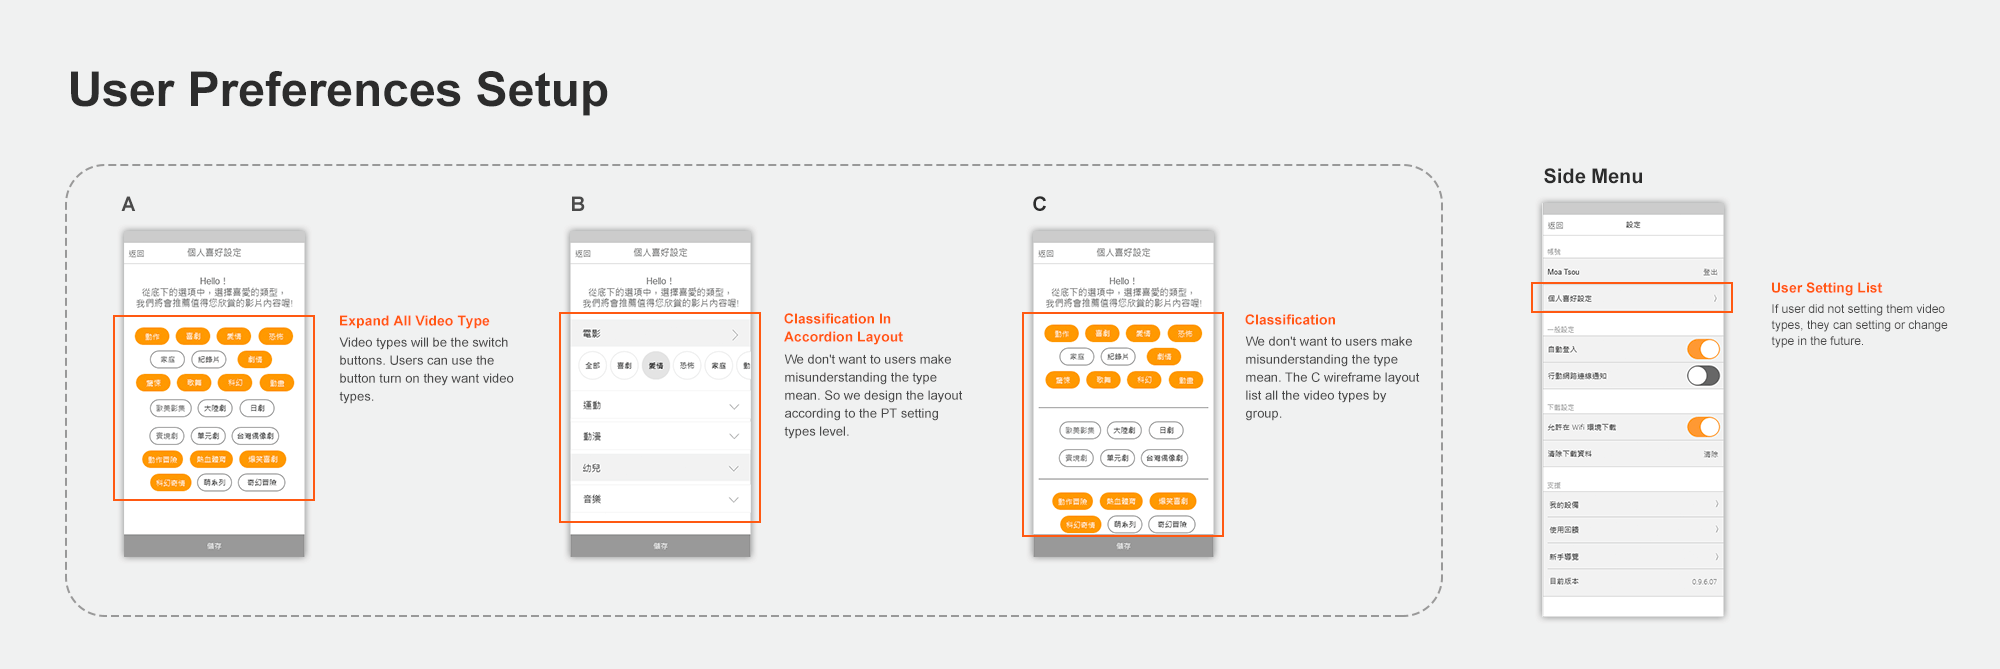 User Preferences Setup
A
返回
個人喜好設定
Hello !
從底下的選項中，選擇喜愛的類型，
我們將會推薦值得您欣賞的影片內容喔!
動作 喜劇 愛情 恐怖
家庭 紀錄片 劇情
驚悚 歌舞 科幻 動畫
歐美影集 大陸劇 日劇
實境劇 單元劇 台灣偶像劇
動作冒險 熱血體育 爆笑喜劇
科幻奇情 萌系列 奇幻冒險
儲存
Expand All Video Type
Video types will be the switch
buttons. Users can use the
button turn on they want video
types.
B
返回
個人喜好設定
Hello !
從底下的選項中，選擇喜愛的類型，
我們將會推薦值得您欣賞的影片內容喔!
電影
全部 喜劇 愛情 恐怖 家庭 動
運動
動漫
幼兒
音樂
儲存
Classification In
Accordion Layout
We don't want to users make
misunderstanding the type
mean. So we design the layout
according to the PT setting
types level.
C
返回
個人喜好設定
Hello !
從底下的選項中，選擇喜愛的類型，
我們將會推薦值得您欣賞的影片內容喔!
動作 喜劇 愛情 恐怖
家庭 紀錄片 劇情
驚悚 歌舞 科幻 動畫
歐美影集 大陸劇 日劇
實境劇 單元劇 台灣偶像劇
動作冒險 熱血體育 爆笑喜劇
科幻奇情 萌系列 奇幻冒險
儲存
Classification
We don't want to users make
misunderstanding the type
mean. The C wireframe layout
list all the video types by
group.
Side Menu
返回
設定
帳號
Moa Tsou 登出
個人喜好設定
一般設定
自動登入
行動網路連線通知
下載設定
允許在 Wifi 環境下載
清除下載資料 清除
支援
我的設備
使用回饋
新手導覽
目前版本 0.9.6.07
User Setting List
If user did not setting them video
types, they can setting or change
type in the future.